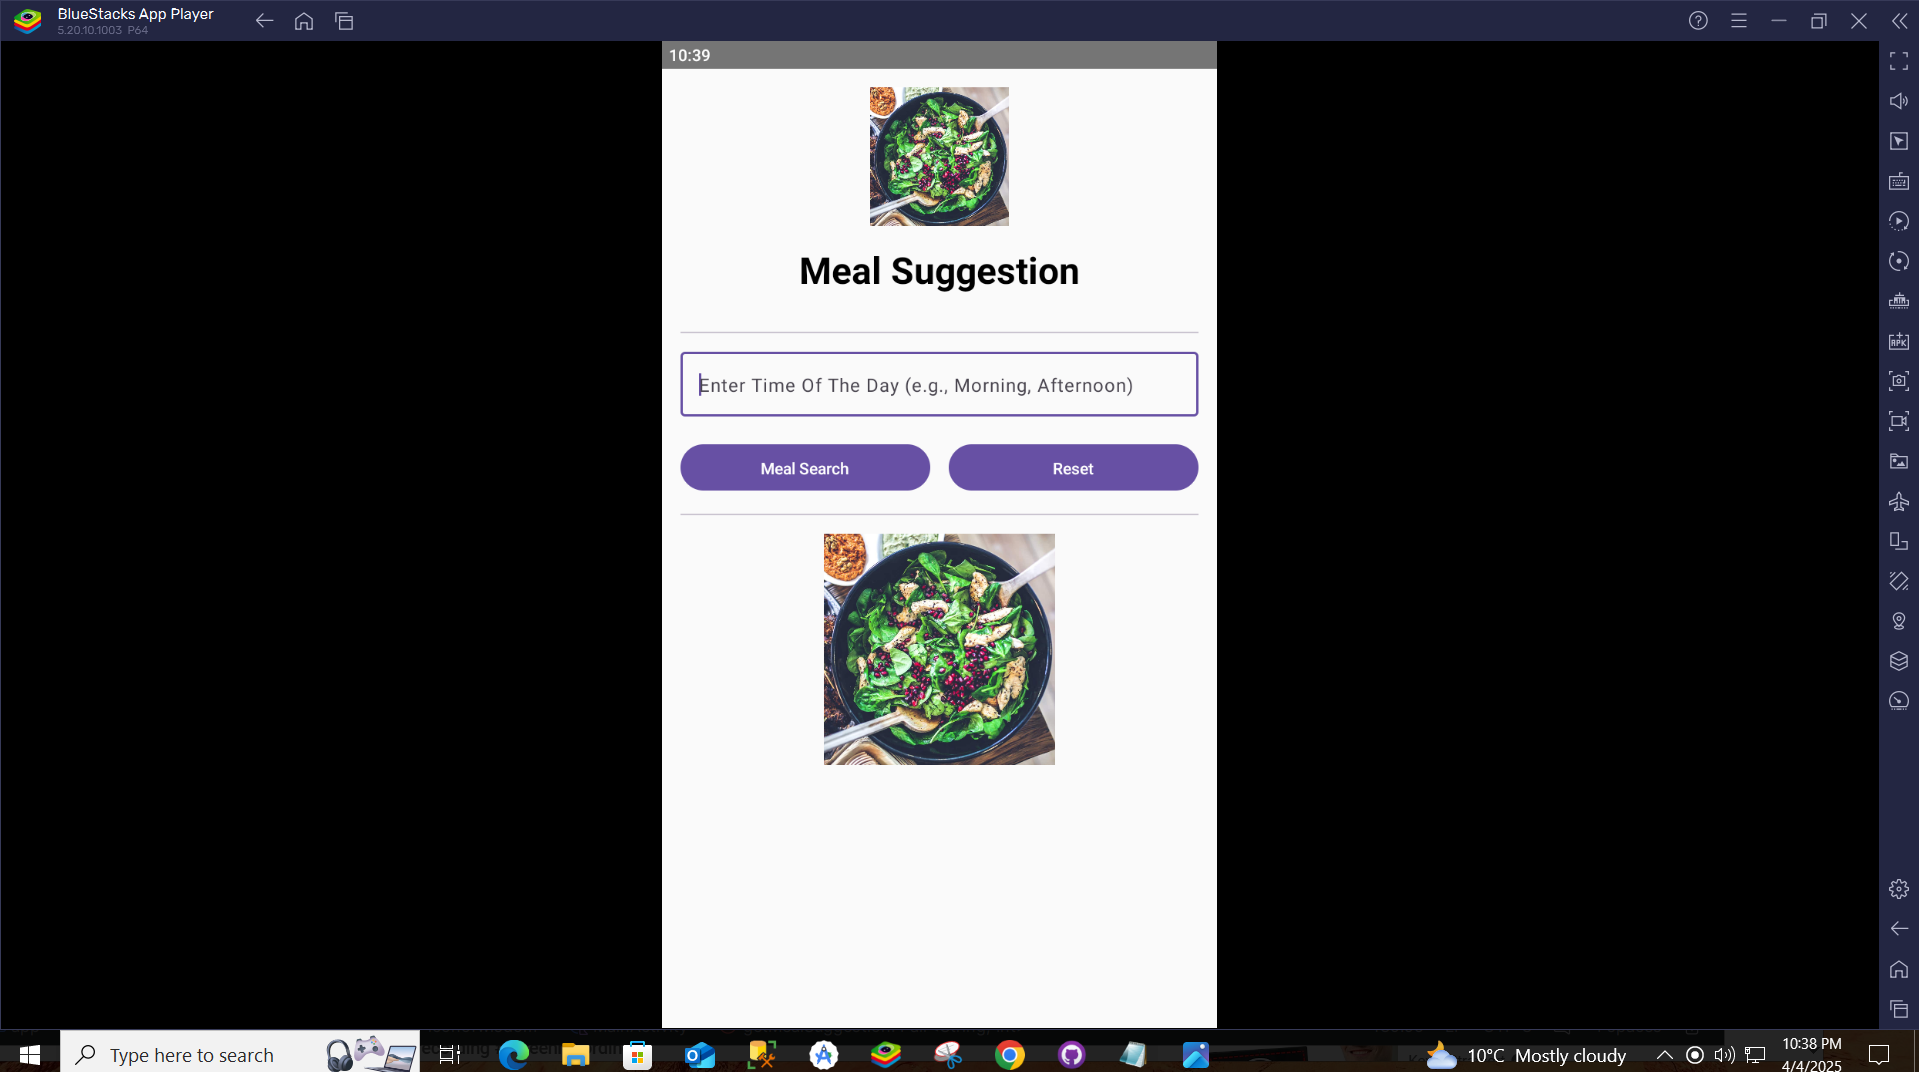 BlueStacks App Player
5.20.10.1003 P64
10:39
Meal Suggestion
Enter Time Of The Day (e.g., Morning, Afternoon)
Meal Search
Reset
Type here to search
10°C Mostly cloudy
10:38 PM
4/4/2025